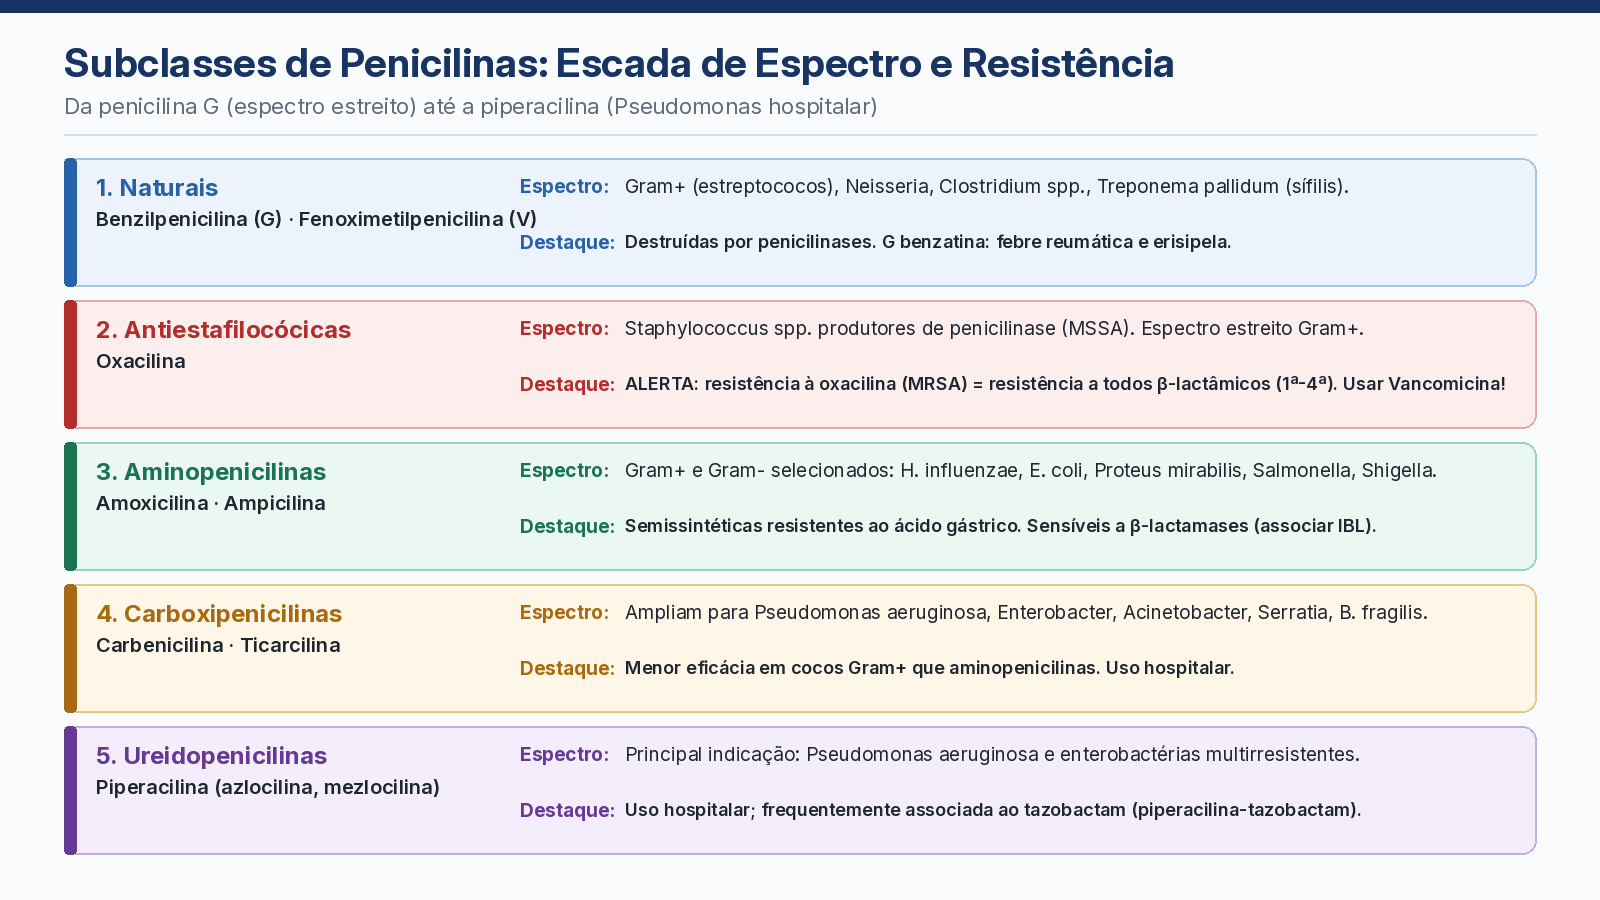 Subclasses de Penicilinas: Escada de Espectro e Resistência
Da penicilina G (espectro estreito) até a piperacilina (Pseudomonas hospitalar)
1. Naturais
Benzilpenicilina (G) · Fenoximetilpenicilina (V)
Espectro: Gram+ (estreptococos), Neisseria, Clostridium spp., Treponema pallidum (sífilis).
Destaque: Destruídas por penicilinases. G benzatina: febre reumática e erisipela.
2. Antiestafilocócicas
Oxacilina
Espectro: Staphylococcus spp. produtores de penicilinase (MSSA). Espectro estreito Gram+.
Destaque: ALERTA: resistência à oxacilina (MRSA) = resistência a todos β-lactâmicos (1ª-4ª). Usar Vancomicina!
3. Aminopenicilinas
Amoxicilina · Ampicilina
Espectro: Gram+ e Gram- selecionados: H. influenzae, E. coli, Proteus mirabilis, Salmonella, Shigella.
Destaque: Semissintéticas resistentes ao ácido gástrico. Sensíveis a β-lactamases (associar IBL).
4. Carboxipenicilinas
Carbenicilina · Ticarcilina
Espectro: Ampliam para Pseudomonas aeruginosa, Enterobacter, Acinetobacter, Serratia, B. fragilis.
Destaque: Menor eficácia em cocos Gram+ que aminopenicilinas. Uso hospitalar.
5. Ureidopenicilinas
Piperacilina (azlocilina, mezlocilina)
Espectro: Principal indicação: Pseudomonas aeruginosa e enterobactérias multirresistentes.
Destaque: Uso hospitalar; frequentemente associada ao tazobactam (piperacilina-tazobactam).